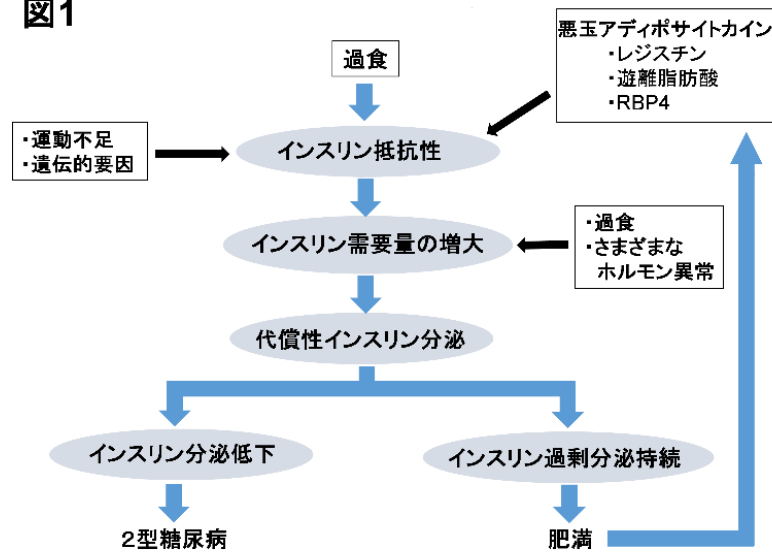 図1
過食
悪玉アディポサイトカイン
・レジスチン
・遊離脂肪酸
・RBP4
・運動不足
・遺伝的要因
インスリン抵抗性
インスリン需要量の増大
・過食
・さまざまな
ホルモン異常
代償性インスリン分泌
インスリン分泌低下
インスリン過剰分泌持続
2型糖尿病
肥満